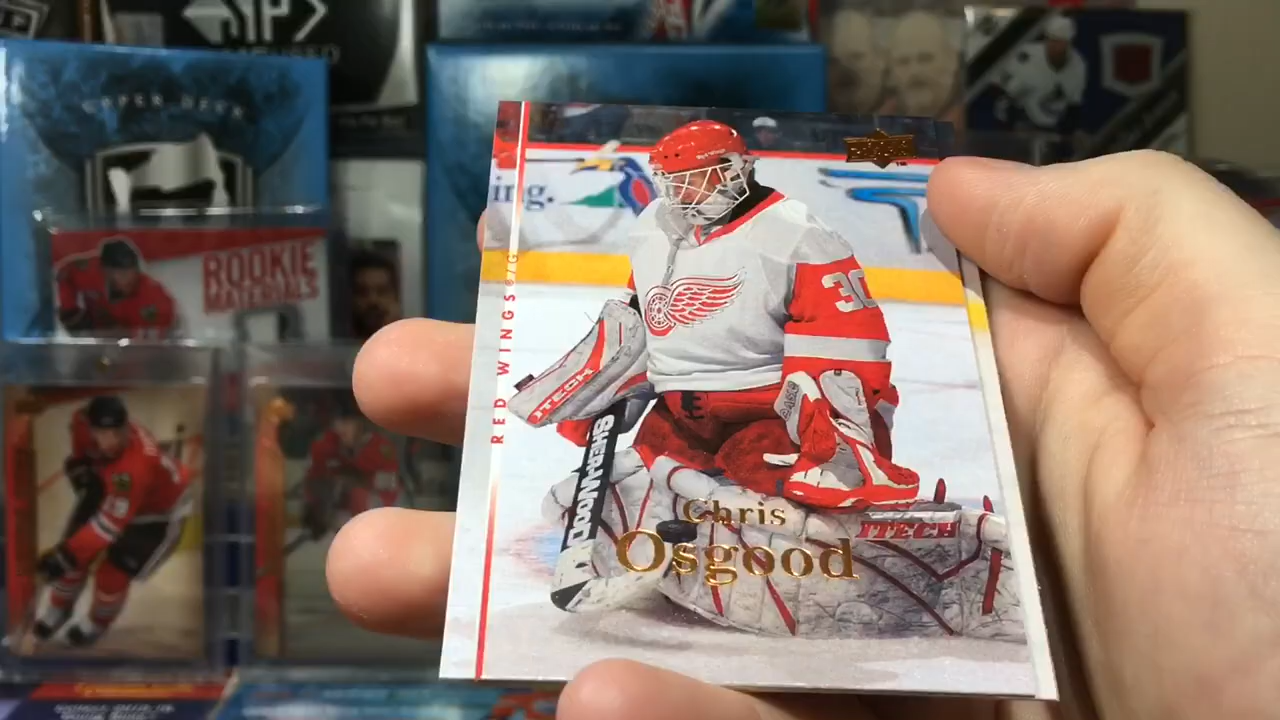 UPPER DECK
ROOKIE
MATERIALS
ing.
RED WINGS
G
30
ITECH
SHER-WOOD
ITECH
Chris
Osgood